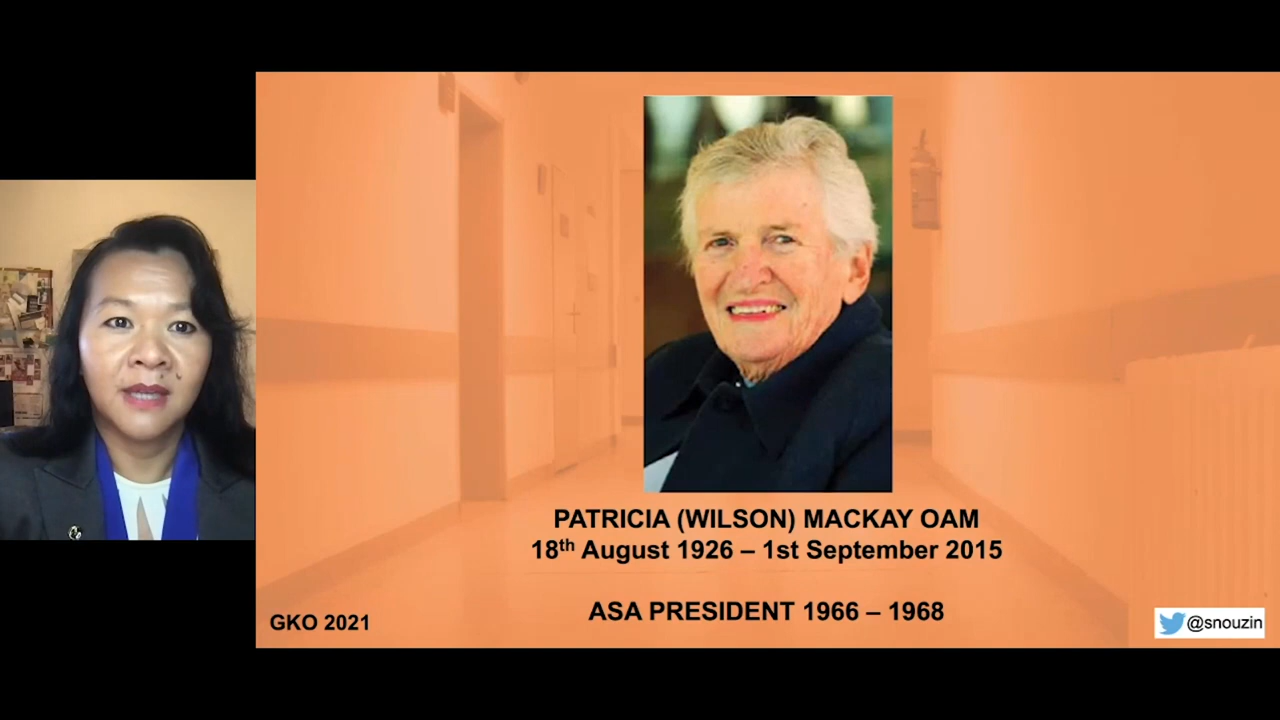 PATRICIA (WILSON) MACKAY OAM
18th August 1926 – 1st September 2015
ASA PRESIDENT 1966 – 1968
GKO 2021
@snouzin